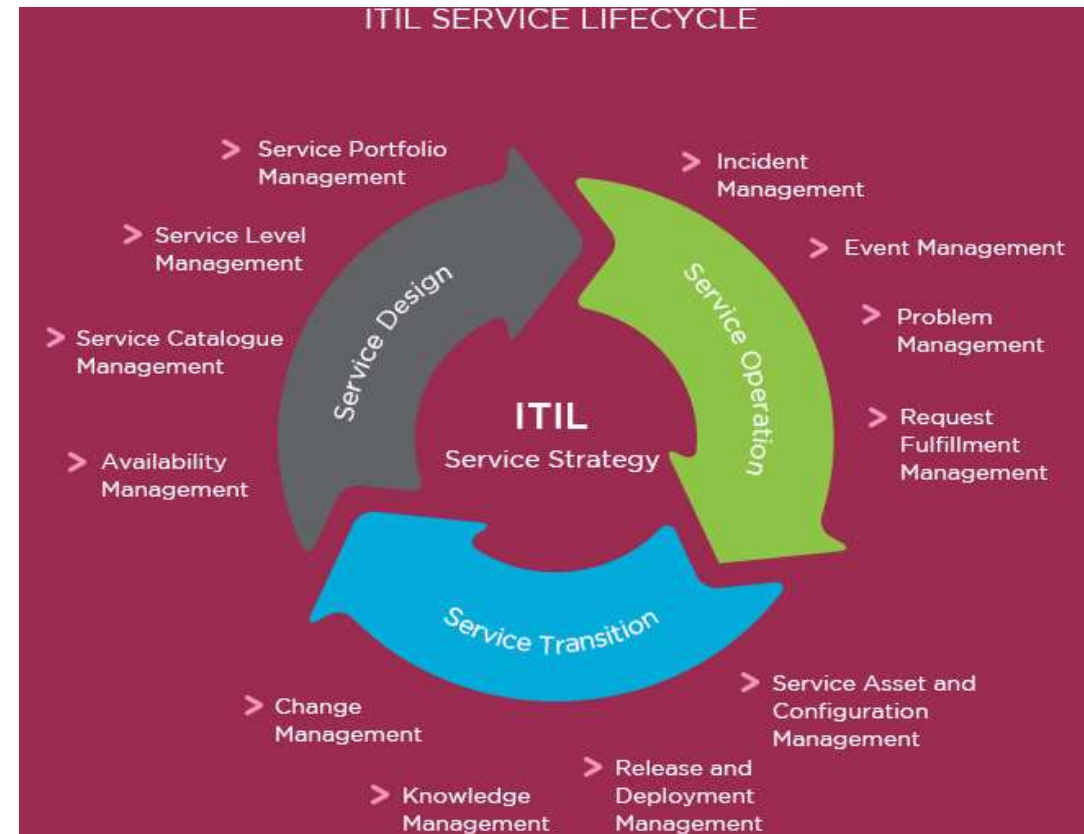 ITIL SERVICE LIFECYCLE
> Service Portfolio
Management
> Service Level
Management
> Service Catalogue
Management
> Availability
Management
Service Design
> Incident
Management
> Event Management
> Problem
Management
> Request
Fulfillment
Management
Service Operation
ITIL
Service Strategy
Service Transition
> Change
Management
> Knowledge
Management
> Release and
Deployment
Management
> Service Asset and
Configuration
Management